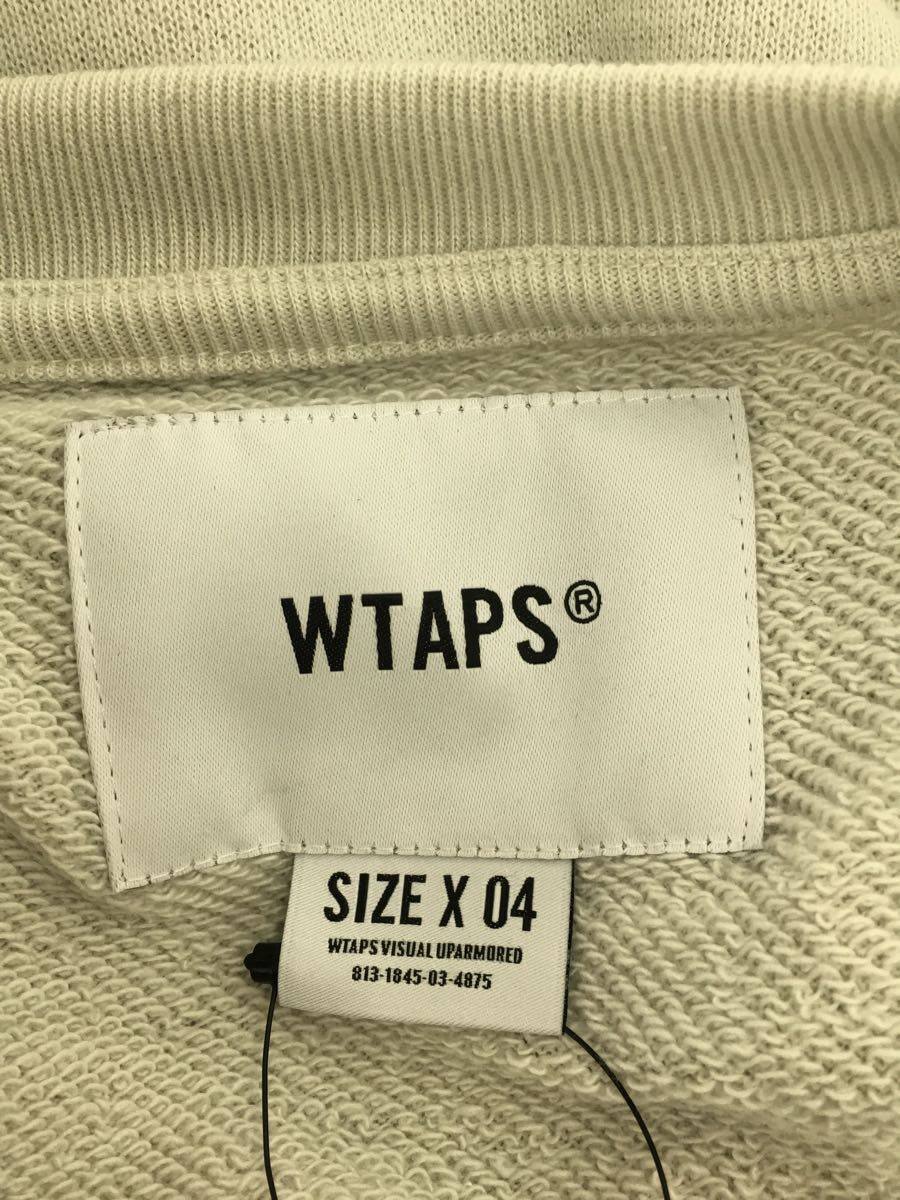 WTAPS®
SIZE X 04
WTAPS VISUAL UPARMORED
813-1845-03-4875